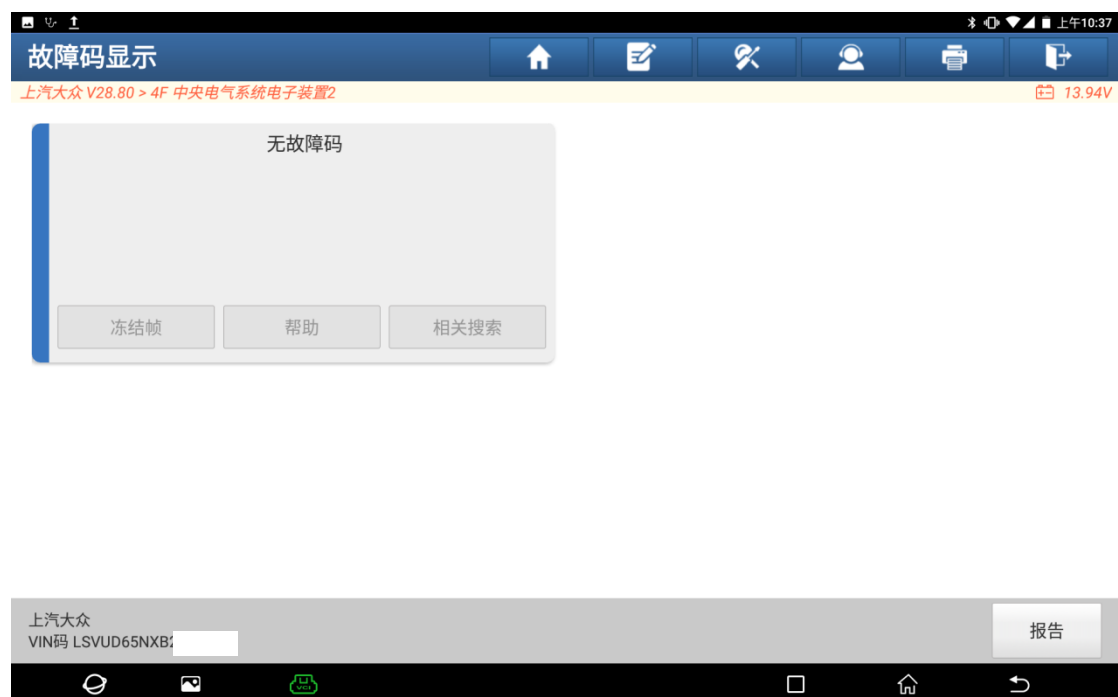 上午10:37
故障码显示
上汽大众 V28.80 > 4F 中央电气系统电子装置2
13.94V
无故障码
冻结帧
帮助
相关搜索
上汽大众
VIN码 LSVUD65NXB2
报告
VCI